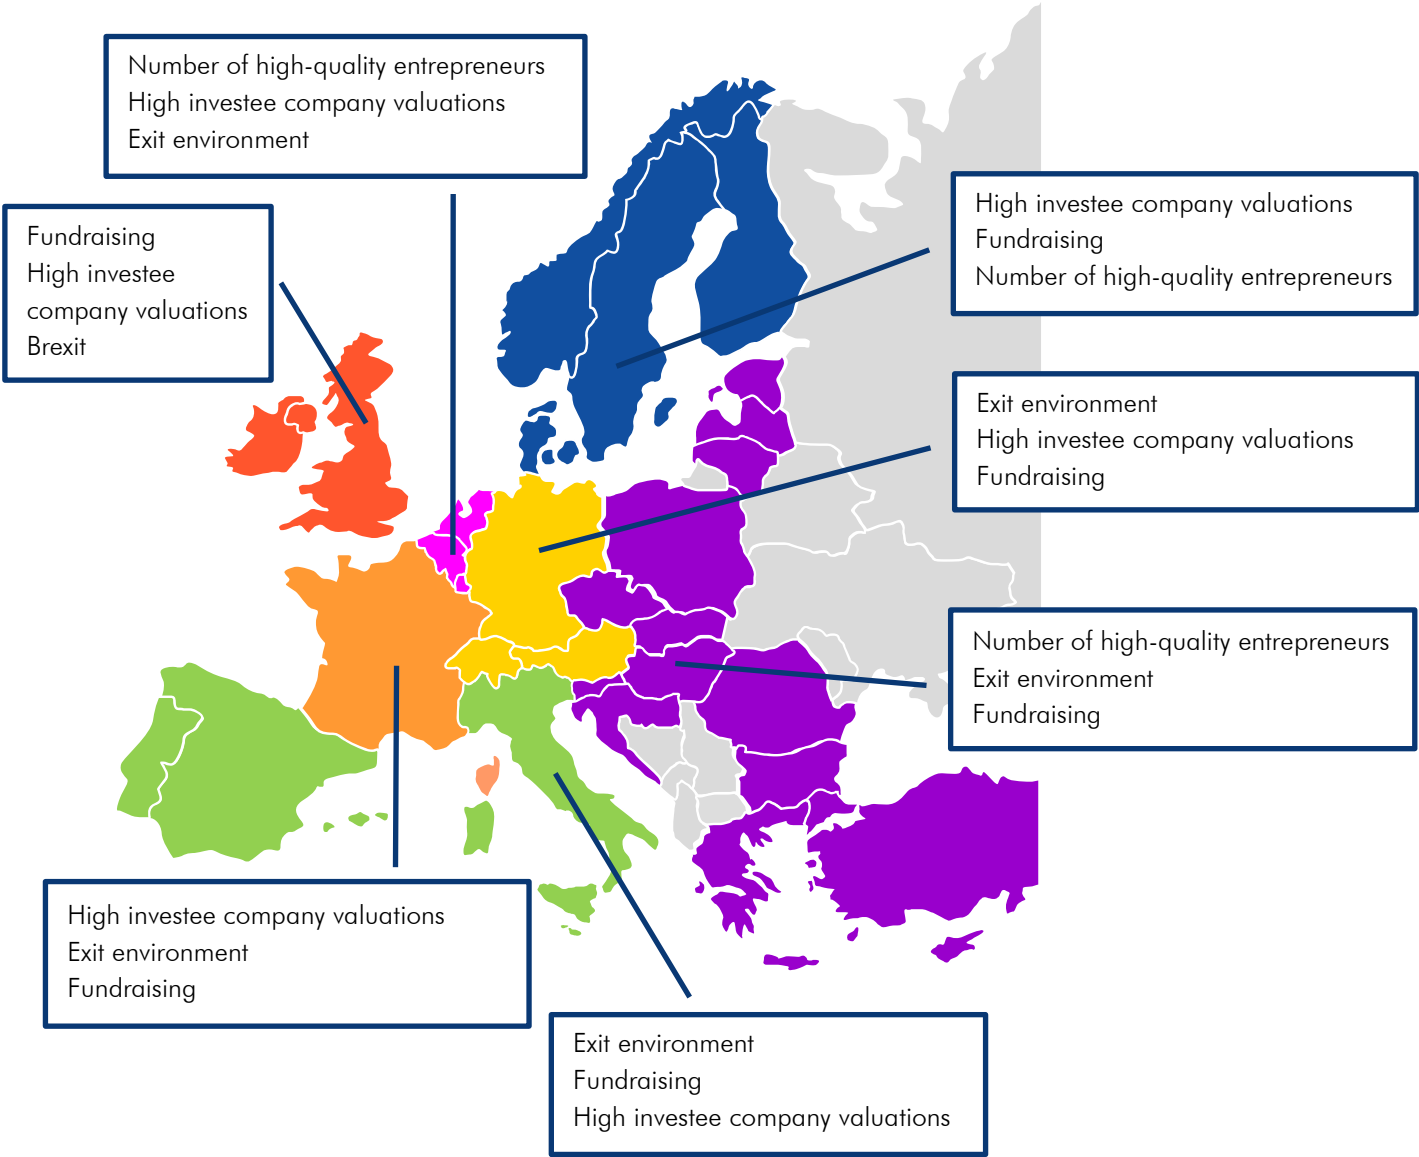 Number of high-quality entrepreneurs
High investee company valuations
Exit environment
Fundraising
High investee
company valuations
Brexit
High investee company valuations
Fundraising
Number of high-quality entrepreneurs
Exit environment
High investee company valuations
Fundraising
Number of high-quality entrepreneurs
Exit environment
Fundraising
High investee company valuations
Exit environment
Fundraising
Exit environment
Fundraising
High investee company valuations